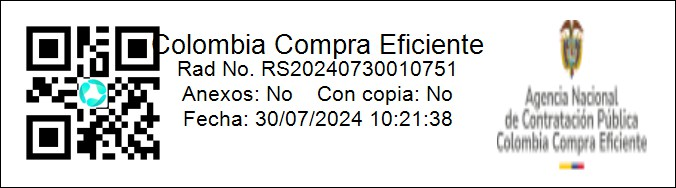 Colombia Compra Eficiente
Rad No. RS20240730010751
Anexos: No Con copia: No
Fecha: 30/07/2024 10:21:38
Agencia Nacional
de Contratación Pública
Colombia Compra Eficiente